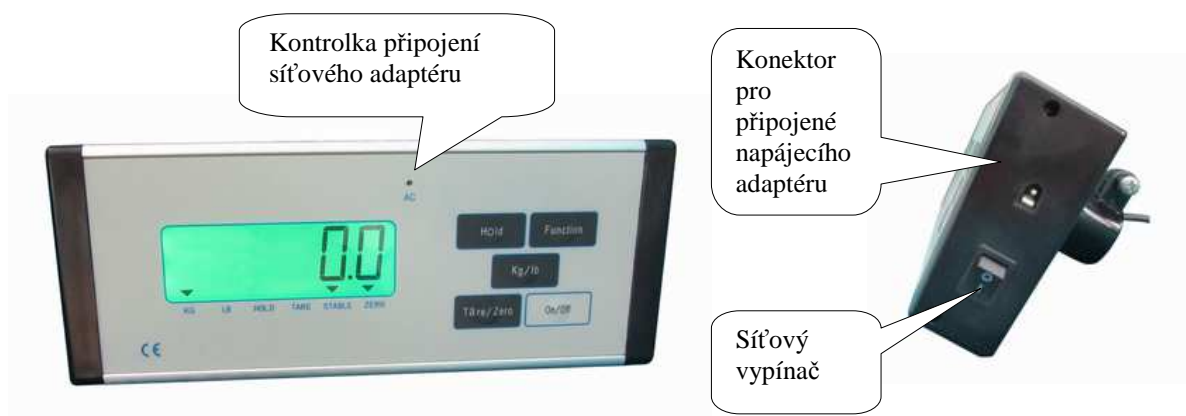 Kontrolka připojení
síťového adaptéru
Konektor
pro
připojené
napájecího
adaptéru
AC
0.0
Hold Function
Kg/lb
Tare/Zero On/Off
KG LB HOLD TARE STABLE ZERO
CE
Síťový
vypínač